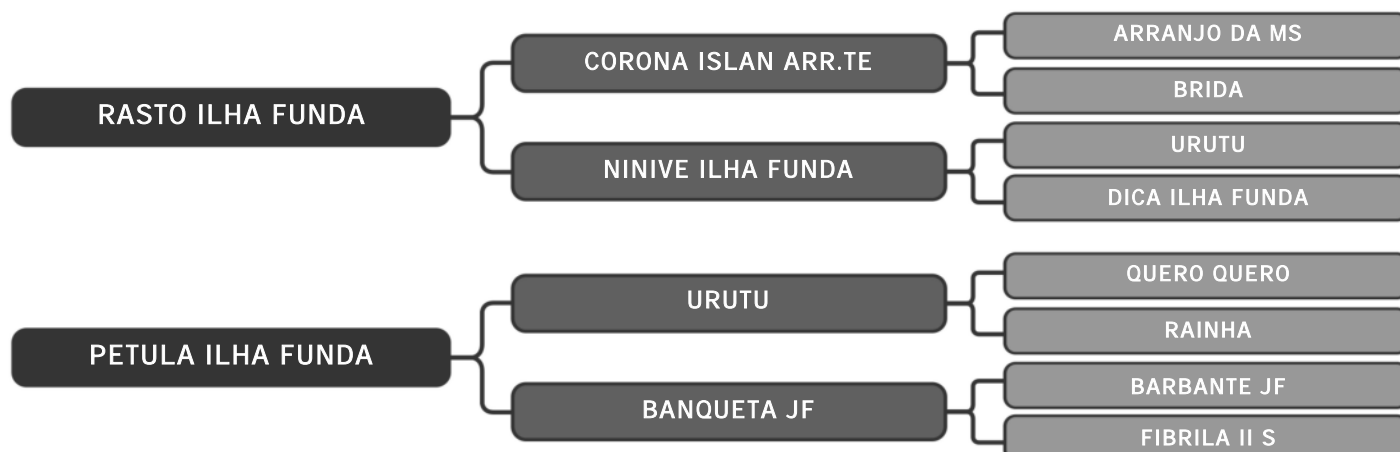 RASTO ILHA FUNDA
CORONA ISLAN ARR.TE
ARRANJO DA MS
BRIDA
NINIVE ILHA FUNDA
URUTU
DICA ILHA FUNDA
PETULA ILHA FUNDA
URUTU
QUERO QUERO
RAINHA
BANQUETA JF
BARBANTE JF
FIBRILA II S